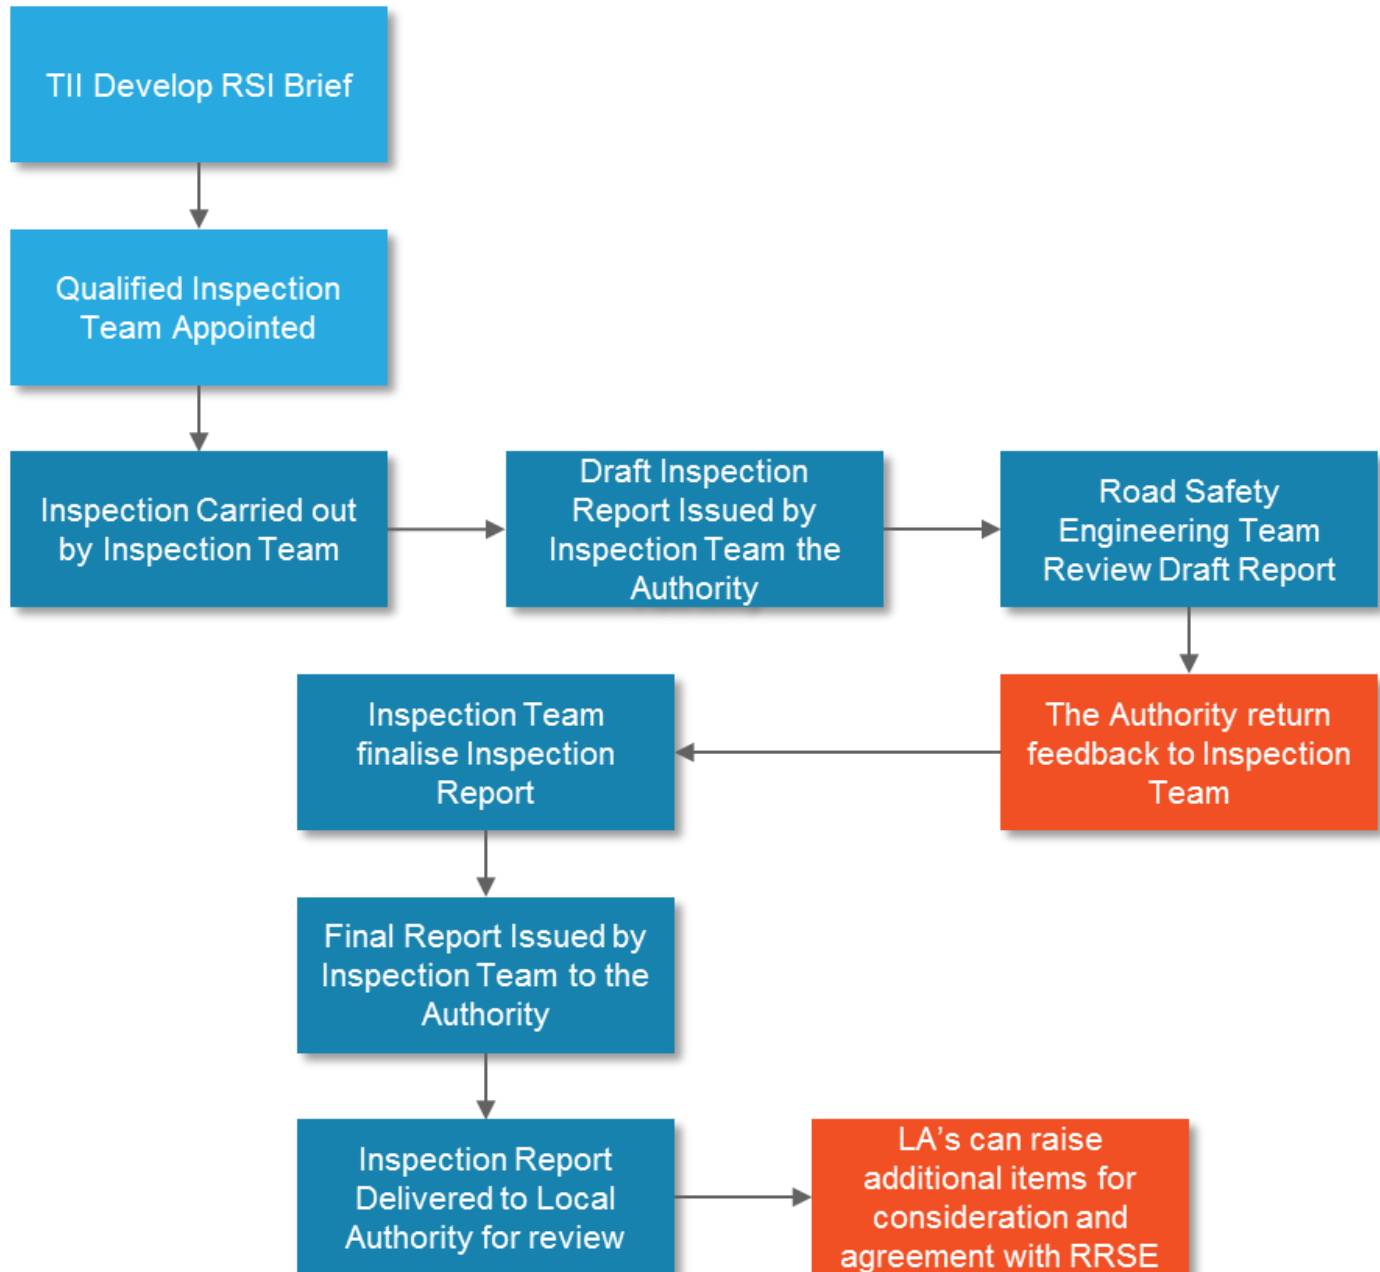 TII Develop RSI Brief
Qualified Inspection
Team Appointed
Inspection Carried out
by Inspection Team
Draft Inspection
Report Issued by
Inspection Team the
Authority
Road Safety
Engineering Team
Review Draft Report
The Authority return
feedback to Inspection
Team
Inspection Team
finalise Inspection
Report
Final Report Issued by
Inspection Team to the
Authority
Inspection Report
Delivered to Local
Authority for review
LA's can raise
additional items for
consideration and
agreement with RRSE